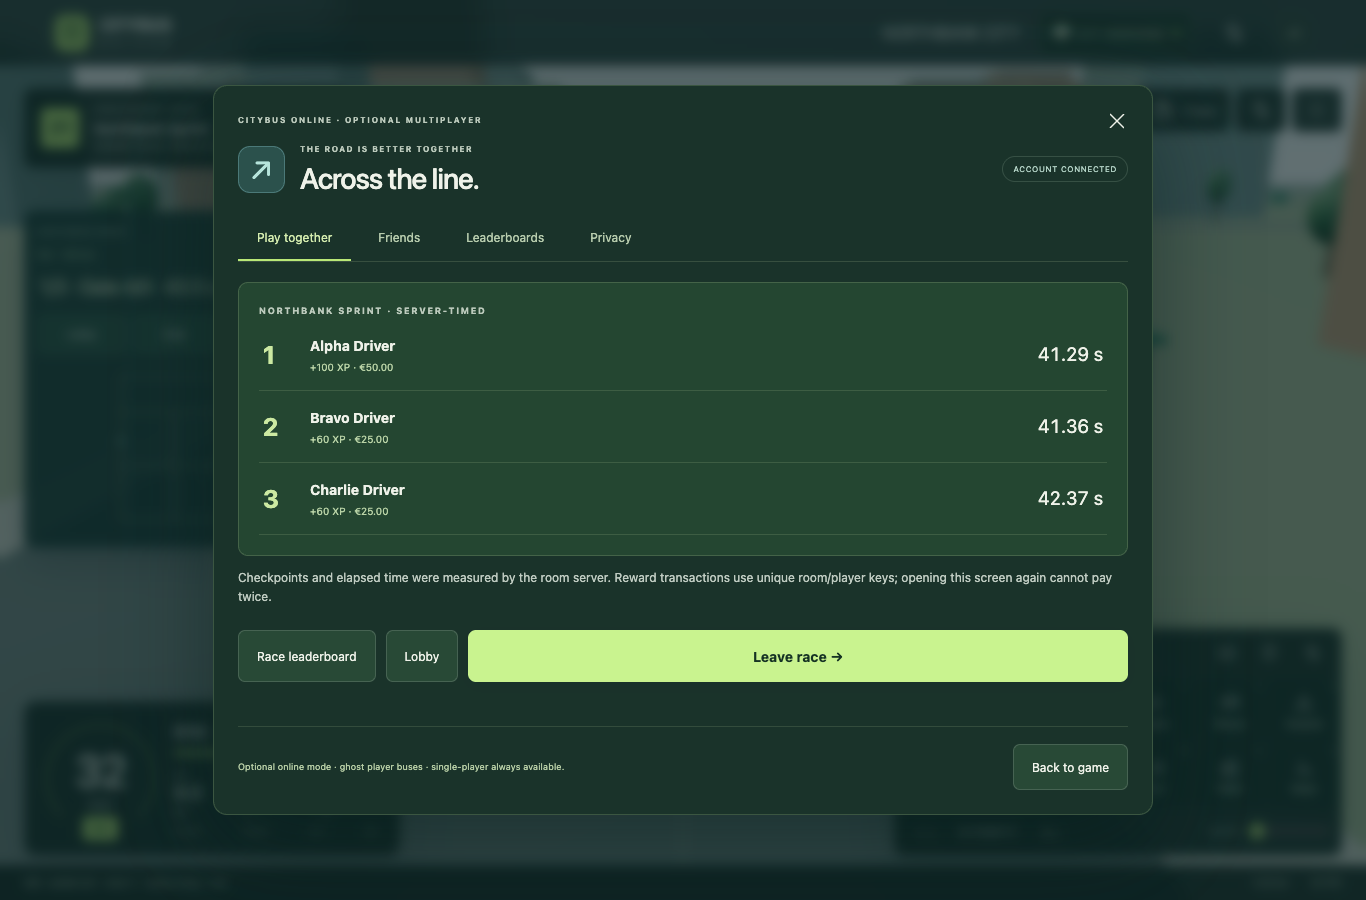 CITYBUS ONLINE · OPTIONAL MULTIPLAYER
THE ROAD IS BETTER TOGETHER
Across the line.
ACCOUNT CONNECTED
Play together
Friends
Leaderboards
Privacy
NORTHBANK SPRINT · SERVER-TIMED
1
Alpha Driver
+100 XP · €50.00
41.29 s
2
Bravo Driver
+60 XP · €25.00
41.36 s
3
Charlie Driver
+60 XP · €25.00
42.37 s
Checkpoints and elapsed time were measured by the room server. Reward transactions use unique room/player keys; opening this screen again cannot pay
twice.
Race leaderboard
Lobby
Leave race →
Optional online mode · ghost player buses · single-player always available.
Back to game
32